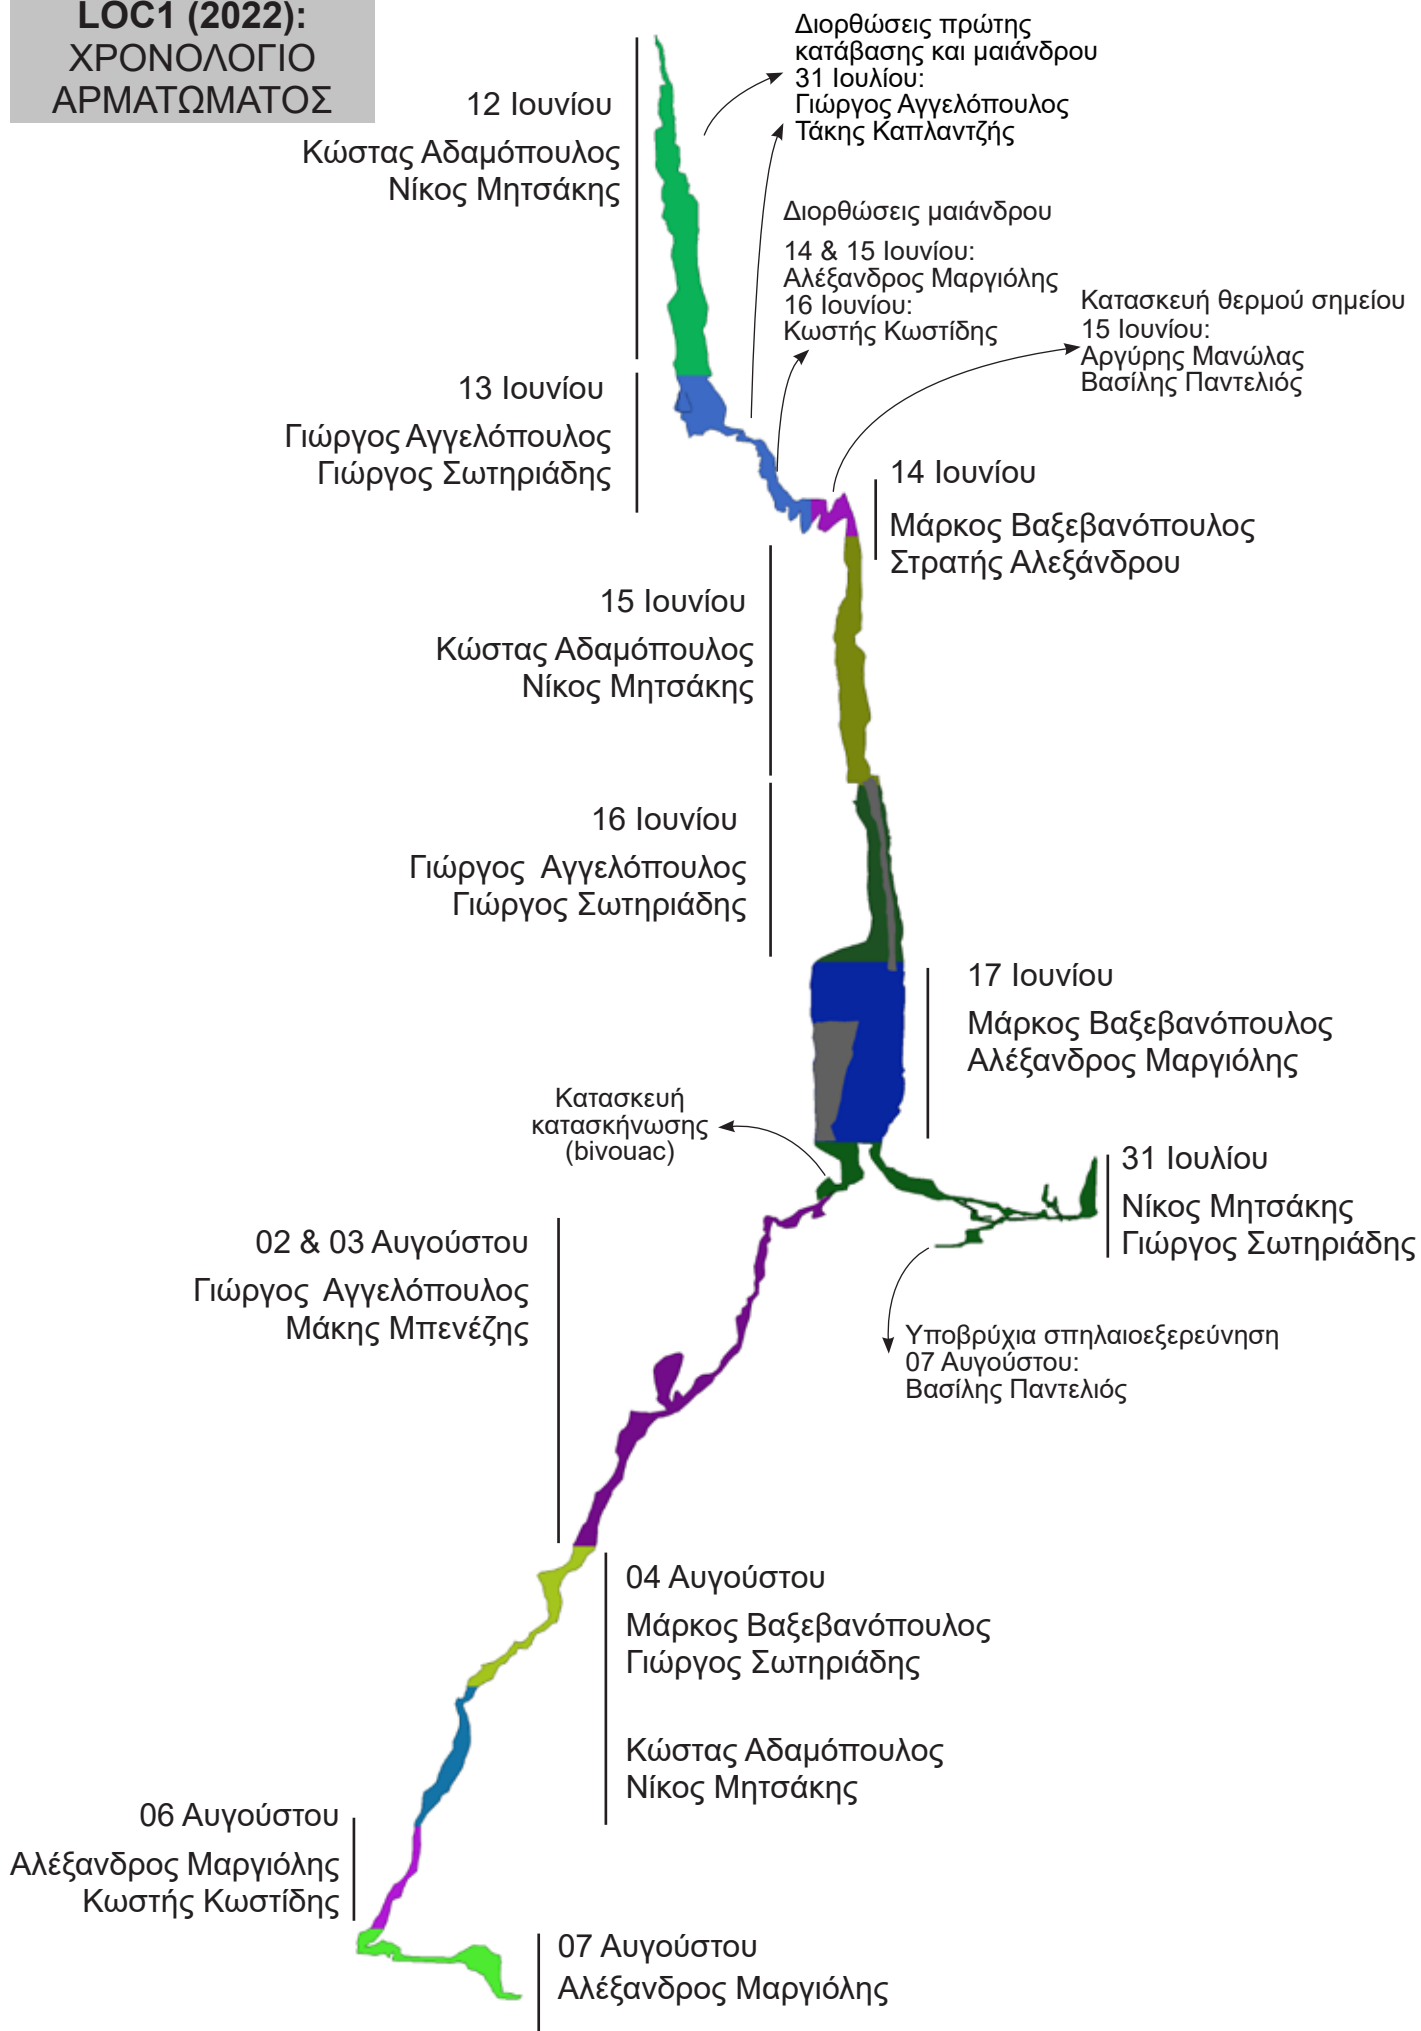 LOC1 (2022):
ΧΡΟΝΟΛΟΓΙΟ
ΑΡΜΑΤΩΜΑΤΟΣ
Διορθώσεις πρώτης
κατάβασης και μαιάνδρου
31 Ιουλίου:
Γιώργος Αγγελόπουλος
Τάκης Καπλαντζής
12 Ιουνίου
Κώστας Αδαμόπουλος
Νίκος Μητσάκης
Διορθώσεις μαιάνδρου
14 & 15 Ιουνίου:
Αλέξανδρος Μαργιόλης
16 Ιουνίου:
Κωστής Κωστίδης
Κατασκευή θερμού σημείου
15 Ιουνίου:
Αργύρης Μανώλας
Βασίλης Παντελιός
13 Ιουνίου
Γιώργος Αγγελόπουλος
Γιώργος Σωτηριάδης
14 Ιουνίου
Μάρκος Βαξεβανόπουλος
Στρατής Αλεξάνδρου
15 Ιουνίου
Κώστας Αδαμόπουλος
Νίκος Μητσάκης
16 Ιουνίου
Γιώργος Αγγελόπουλος
Γιώργος Σωτηριάδης
17 Ιουνίου
Μάρκος Βαξεβανόπουλος
Αλέξανδρος Μαργιόλης
Κατασκευή
κατασκήνωσης
(bivouac)
31 Ιουλίου
Νίκος Μητσάκης
Γιώργος Σωτηριάδης
02 & 03 Αυγούστου
Γιώργος Αγγελόπουλος
Μάκης Μπενέζης
Υποβρύχια σπηλαιοεξερεύνηση
07 Αυγούστου:
Βασίλης Παντελιός
04 Αυγούστου
Μάρκος Βαξεβανόπουλος
Γιώργος Σωτηριάδης
Κώστας Αδαμόπουλος
Νίκος Μητσάκης
06 Αυγούστου
Αλέξανδρος Μαργιόλης
Κωστής Κωστίδης
07 Αυγούστου
Αλέξανδρος Μαργιόλης